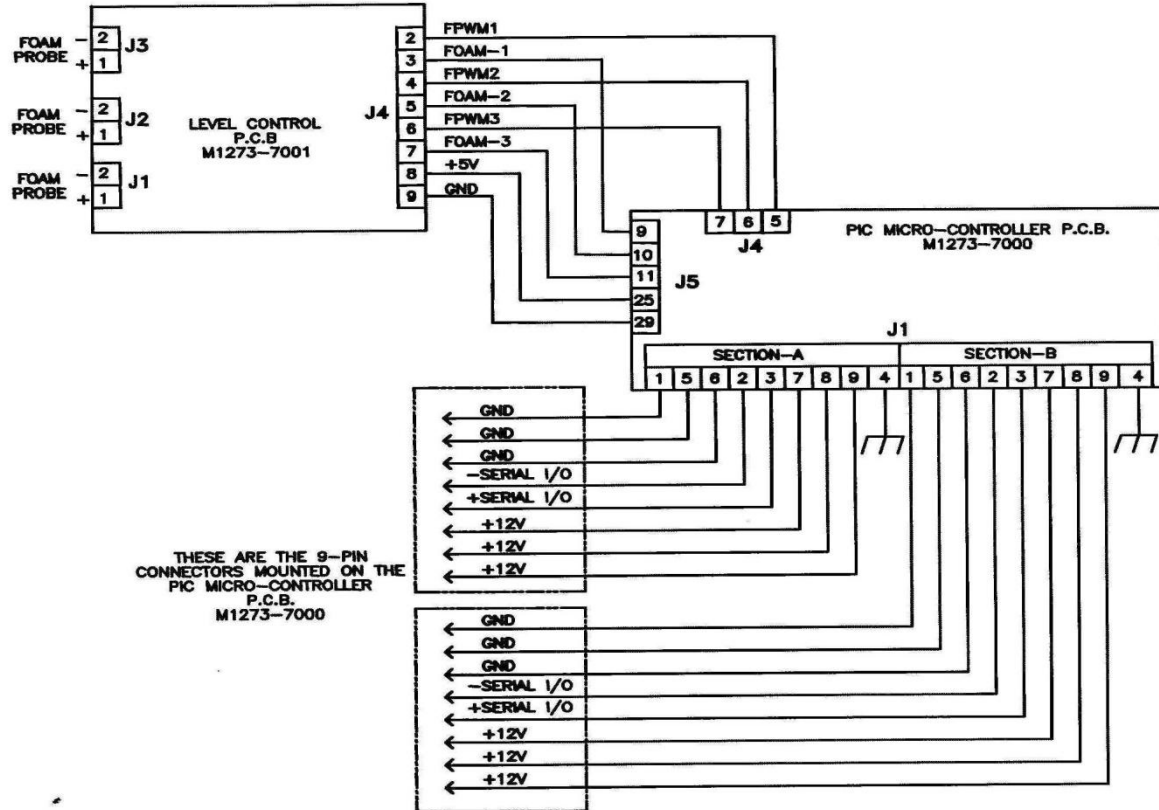 FOAM PROBE
- 2 J3
+ 1
FOAM PROBE
- 2 J2
+ 1
FOAM PROBE
- 2 J1
+ 1
LEVEL CONTROL
P.C.B
M1273-7001
J4
2 FPWM1
3 FOAM-1
4 FPWM2
5 FOAM-2
6 FPWM3
7 FOAM-3
8 +5V
9 GND
7 6 5
J4
PIC MICRO-CONTROLLER P.C.B.
M1273-7000
9
10
11
25
29
J5
J1
SECTION-A SECTION-B
1 5 6 2 3 7 8 9 4 1 5 6 2 3 7 8 9 4
GND
GND
GND
-SERIAL I/O
+SERIAL I/O
+12V
+12V
+12V
THESE ARE THE 9-PIN
CONNECTORS MOUNTED ON THE
PIC MICRO-CONTROLLER
P.C.B.
M1273-7000
GND
GND
GND
-SERIAL I/O
+SERIAL I/O
+12V
+12V
+12V